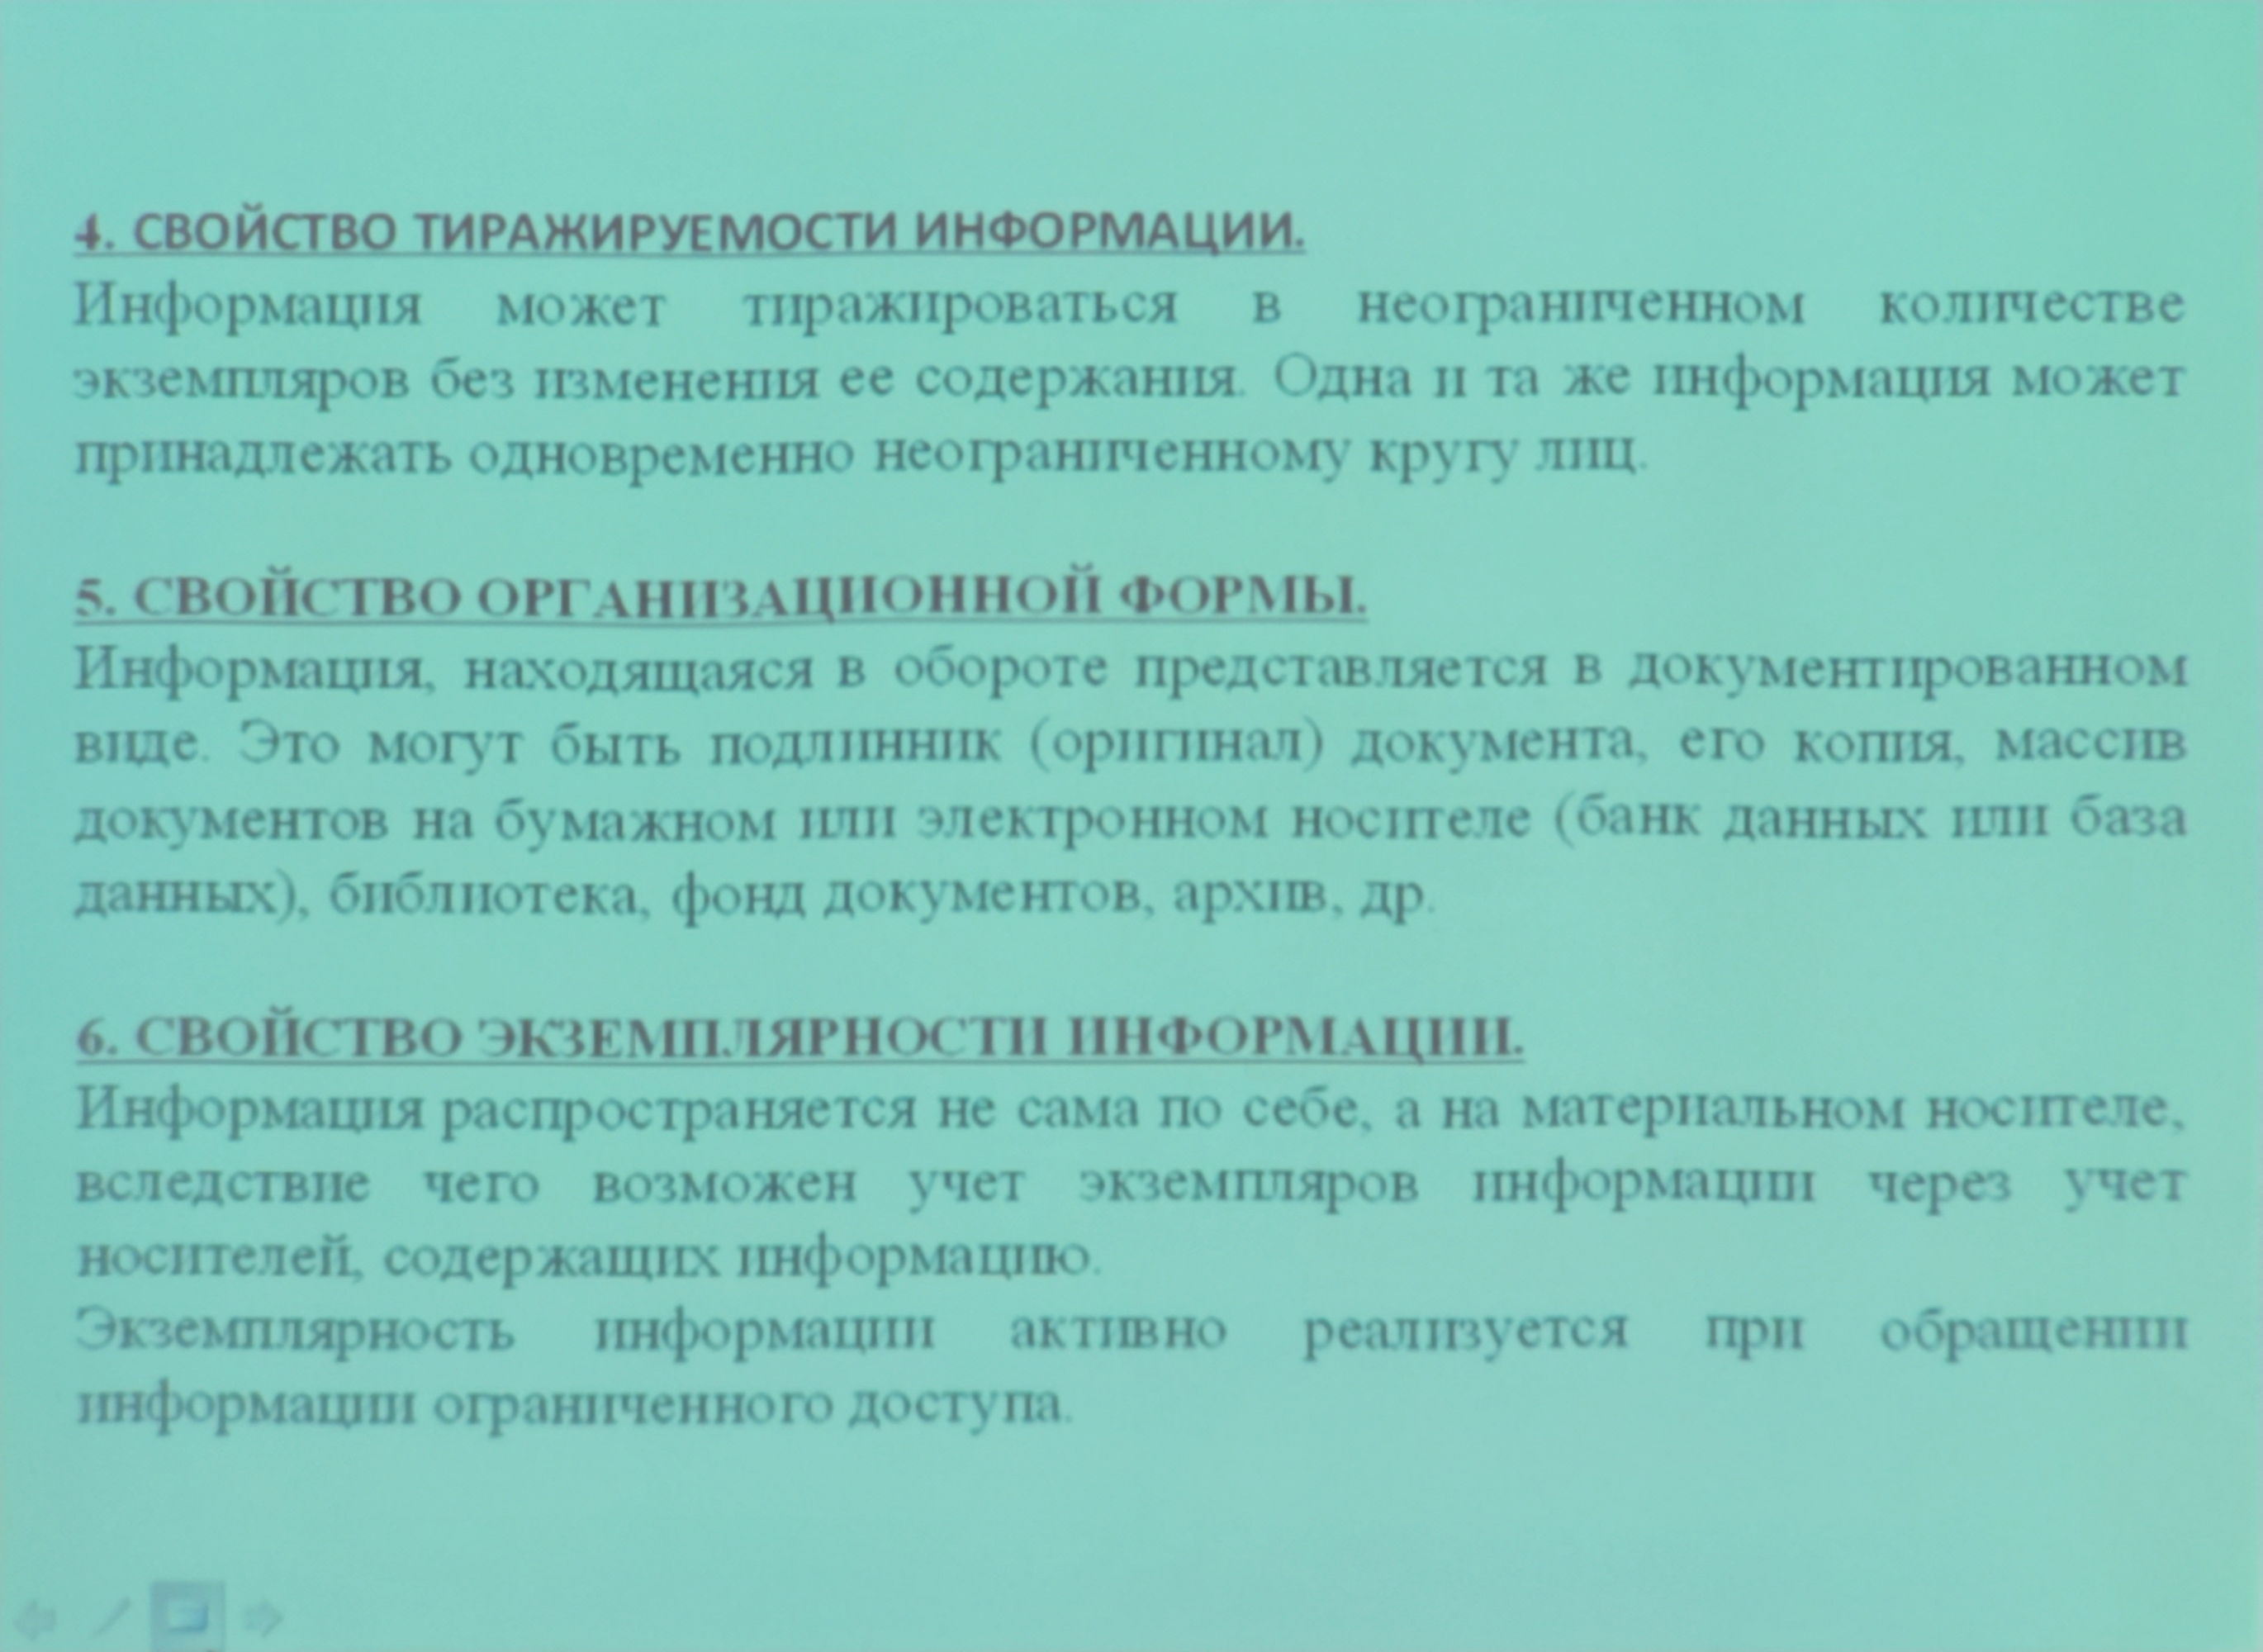 4. СВОЙСТВО ТИРАЖИРУЕМОСТИ ИНФОРМАЦИИ.
Информация может тиражироваться в неограниченном количестве
экземпляров без изменения ее содержания. Одна и та же информация может
принадлежать одновременно неограниченному кругу лиц.
5. СВОЙСТВО ОРГАНИЗАЦИОННОЙ ФОРМЫ.
Информация, находящаяся в обороте представляется в документированном
виде. Это могут быть подлинник (оригинал) документа, его копия, массив
документов на бумажном или электронном носителе (банк данных или база
данных), библиотека, фонд документов, архив, др.
6. СВОЙСТВО ЭКЗЕМПЛЯРНОСТИ ИНФОРМАЦИИ.
Информация распространяется не сама по себе, а на материальном носителе,
вследствие чего возможен учет экземпляров информации через учет
носителей, содержащих информацию.
Экземплярность информации активно реализуется при обращении
информации ограниченного доступа.